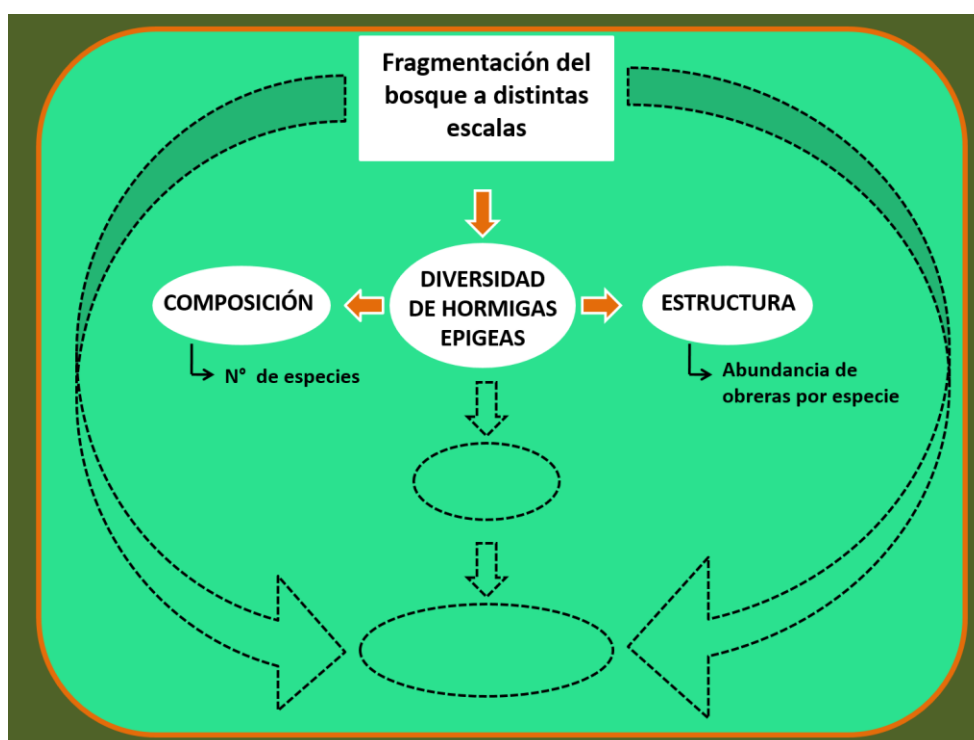 Fragmentación del
bosque a distintas
escalas
COMPOSICIÓN
DIVERSIDAD
DE HORMIGAS
EPIGEAS
ESTRUCTURA
N° de especies
Abundancia de
obreras por especie